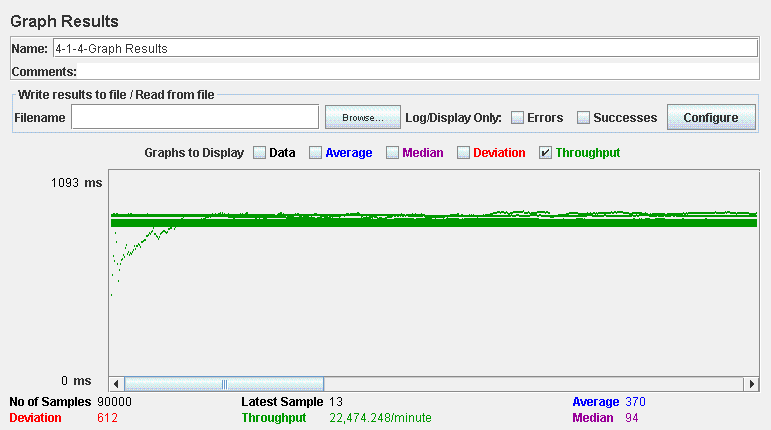 Graph Results
Name: 4-1-4-Graph Results
Comments:
Write results to file / Read from file
Filename Browse... Log/Display Only: Errors Successes Configure
Graphs to Display Data Average Median Deviation Throughput
1093 ms
0 ms
No of Samples 90000 Latest Sample 13 Average 370
Deviation 612 Throughput 22,474.248/minute Median 94